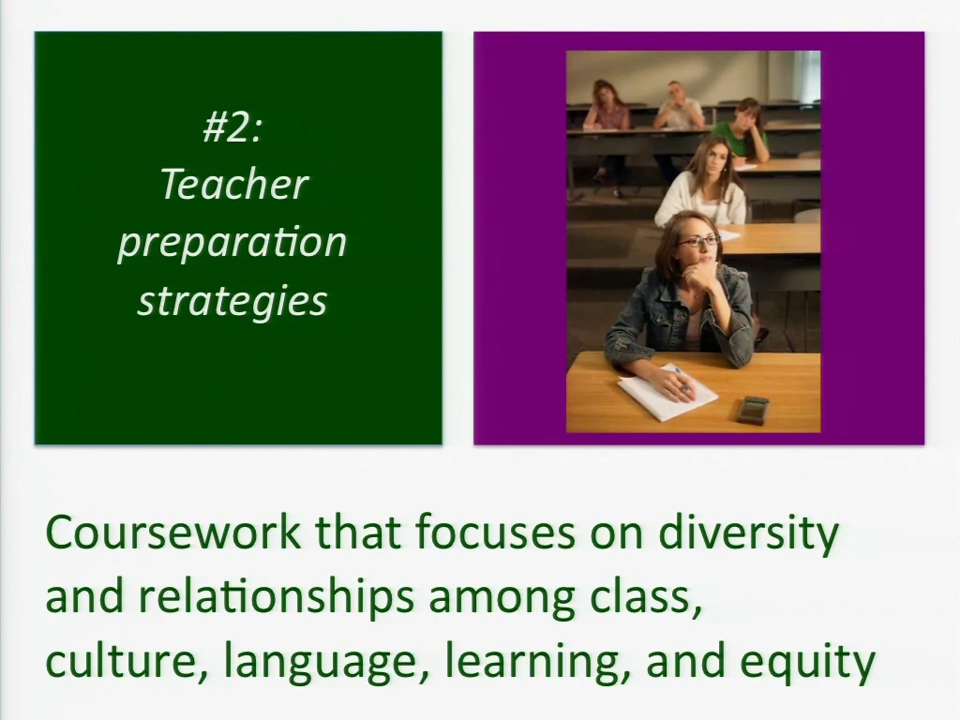 #2:
Teacher
preparation
strategies
Coursework that focuses on diversity
and relationships among class,
culture, language, learning, and equity